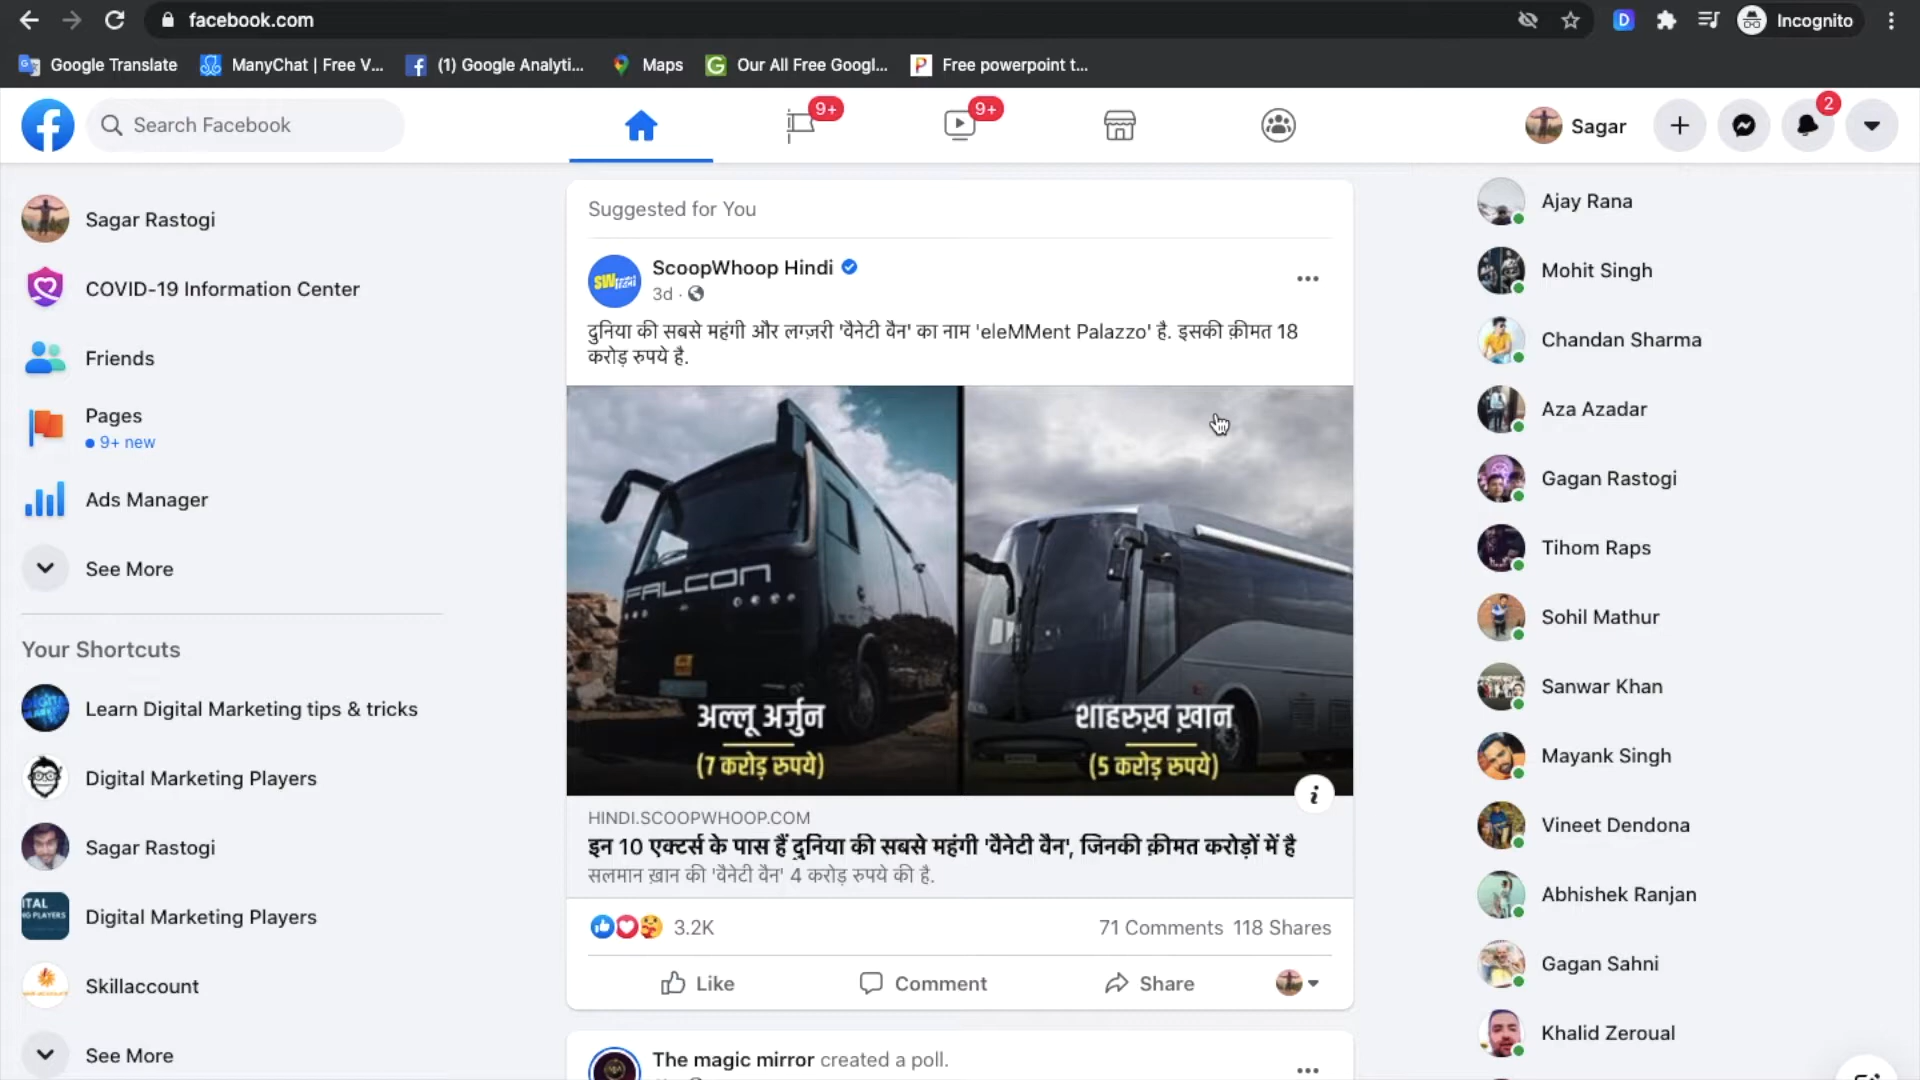 facebook.com
Incognito
Google Translate
ManyChat | Free V...
(1) Google Analyti...
Maps
Our All Free Googl...
Free powerpoint t...
Search Facebook
9+
9+
Sagar
2
Sagar Rastogi
COVID-19 Information Center
Friends
Pages
9+ new
Ads Manager
See More
Your Shortcuts
Learn Digital Marketing tips & tricks
Digital Marketing Players
Sagar Rastogi
Digital Marketing Players
Skillaccount
See More
Suggested for You
ScoopWhoop Hindi
3d ·
दुनिया की सबसे महंगी और लग्ज़री 'वैनेटी वैन' का नाम 'eleMMent Palazzo' है. इसकी क़ीमत 18
करोड़ रुपये है.
FALCON
अल्लू अर्जुन
(7 करोड़ रुपये)
शाहरुख़ ख़ान
(5 करोड़ रुपये)
HINDI.SCOOPWHOOP.COM
इन 10 एक्टर्स के पास हैं दुनिया की सबसे महंगी 'वैनेटी वैन', जिनकी क़ीमत करोड़ों में है
सलमान ख़ान की 'वैनेटी वैन' 4 करोड़ रुपये की है.
3.2K
71 Comments 118 Shares
Like
Comment
Share
The magic mirror created a poll.
Ajay Rana
Mohit Singh
Chandan Sharma
Aza Azadar
Gagan Rastogi
Tihom Raps
Sohil Mathur
Sanwar Khan
Mayank Singh
Vineet Dendona
Abhishek Ranjan
Gagan Sahni
Khalid Zeroual